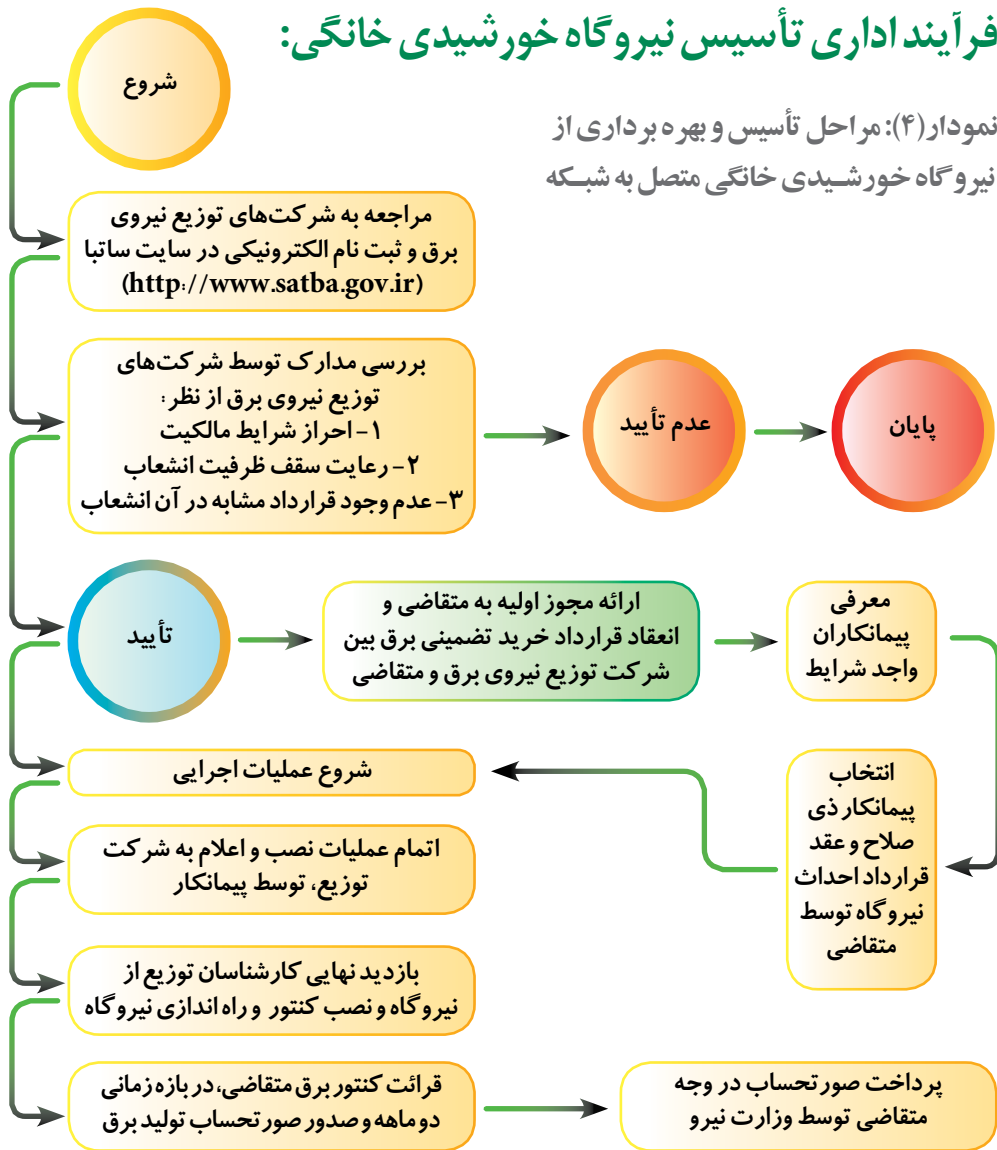 فرآیند اداری تأسیس نیروگاه خورشیدی خانگی:
نمودار(۴): مراحل تأسیس و بهره برداری از
نیروگاه خورشـیدی خانگی متصل به شبـکه
شروع
مراجعه به شرکت‌های توزیع نیروی
برق و ثبت نام الکترونیکی در سایت ساتبا
(http://www.satba.gov.ir)
بررسی مدارک توسط شرکت‌های
توزیع نیروی برق از نظر:
۱- احراز شرایط مالکیت
۲- رعایت سقف ظرفیت انشعاب
۳- عدم وجود قرارداد مشابه در آن انشعاب
عدم تأیید
پایان
تأیید
ارائه مجوز اولیه به متقاضی و
انعقاد قرارداد خرید تضمینی برق بین
شرکت توزیع نیروی برق و متقاضی
معرفی
پیمانکاران
واجد شرایط
انتخاب
پیمانکار ذی
صلاح و عقد
قرارداد احداث
نیروگاه توسط
متقاضی
شروع عملیات اجرایی
اتمام عملیات نصب و اعلام به شرکت
توزیع، توسط پیمانکار
بازدید نهایی کارشناسان توزیع از
نیروگاه و نصب کنتور و راه اندازی نیروگاه
قرائت کنتور برق متقاضی، در بازه زمانی
دو ماهه و صدور صورتحساب تولید برق
پرداخت صورتحساب در وجه
متقاضی توسط وزارت نیرو